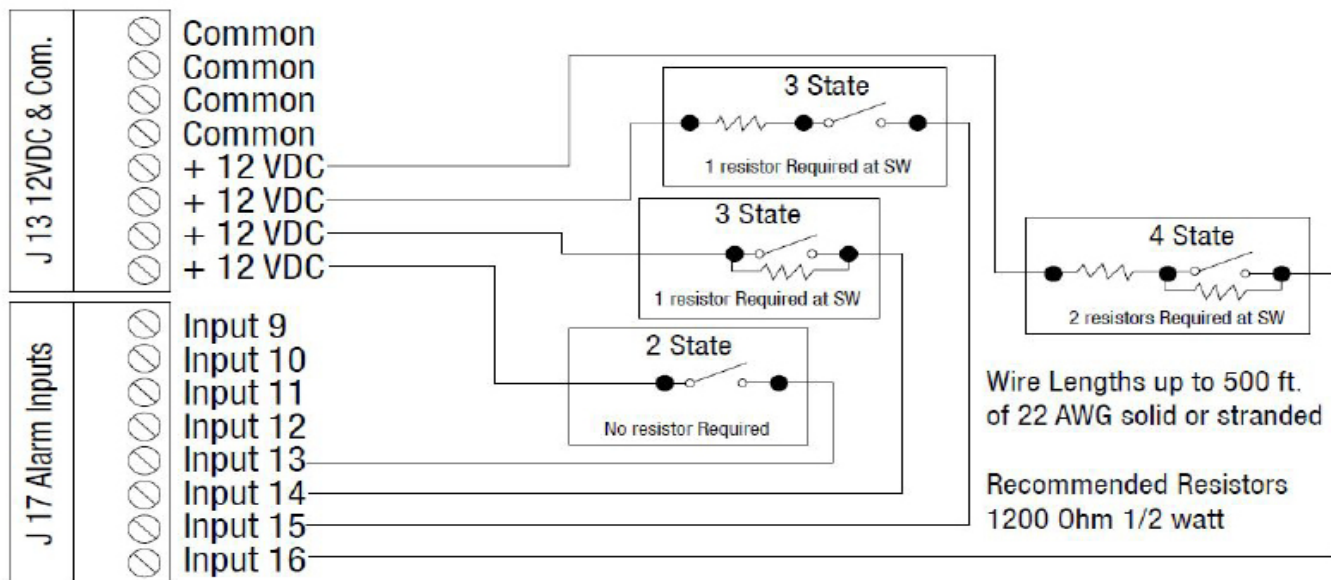 J 13 12VDC & Com.
Common
Common
Common
Common
+ 12 VDC
+ 12 VDC
+ 12 VDC
+ 12 VDC
J 17 Alarm Inputs
Input 9
Input 10
Input 11
Input 12
Input 13
Input 14
Input 15
Input 16
3 State
1 resistor Required at SW
3 State
1 resistor Required at SW
2 State
No resistor Required
4 State
2 resistors Required at SW
Wire Lengths up to 500 ft.
of 22 AWG solid or stranded
Recommended Resistors
1200 Ohm 1/2 watt